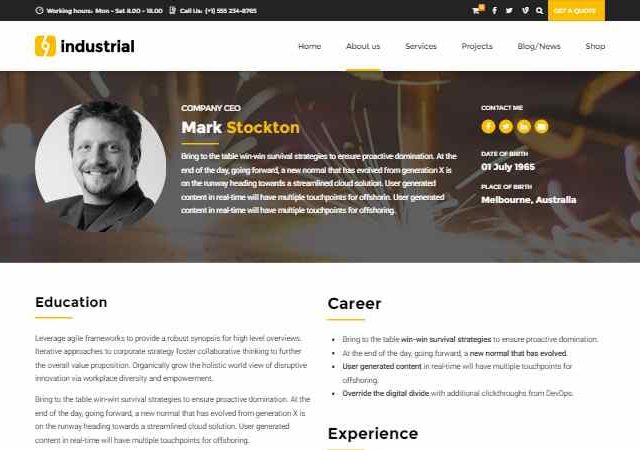 Working hours: Mon - Sat 8.00 - 18.00 Call Us: (+1) 555 234-8765
GET A QUOTE
industrial
Home About us Services Projects Blog/News Shop
COMPANY CEO
Mark Stockton
Bring to the table win-win survival strategies to ensure proactive domination. At the
end of the day, going forward, a new normal that has evolved from generation X is
on the runway heading towards a streamlined cloud solution. User generated
content in real-time will have multiple touchpoints for offshorin. User generated
content in real-time will have multiple touchpoints for offshoring.
CONTACT ME
DATE OF BIRTH
01 July 1965
PLACE OF BIRTH
Melbourne, Australia
Education
Leverage agile frameworks to provide a robust synopsis for high level overviews.
Iterative approaches to corporate strategy foster collaborative thinking to further
the overall value proposition. Organically grow the holistic world view of disruptive
innovation via workplace diversity and empowerment.
Bring to the table win-win survival strategies to ensure proactive domination. At the
end of the day, going forward, a new normal that has evolved from generation X is
on the runway heading towards a streamlined cloud solution. User generated
content in real-time will have multiple touchpoints for offshoring.
Career
• Bring to the table win-win survival strategies to ensure proactive domination.
• At the end of the day, going forward, a new normal that has evolved.
• User generated content in real-time will have multiple touchpoints for
offshoring.
• Override the digital divide with additional clickthroughs from DevOps.
Experience